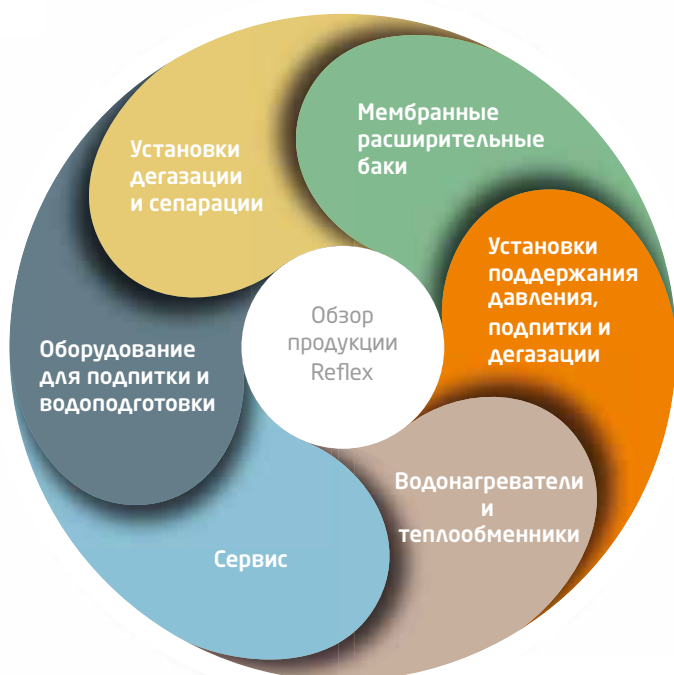 Мембранные
расширительные
баки
Установки
поддержания
давления,
подпитки и
дегазации
Водонагреватели
и
теплообменники
Сервис
Оборудование
для подпитки и
водоподготовки
Установки
дегазации
и сепарации
Обзор
продукции
Reflex